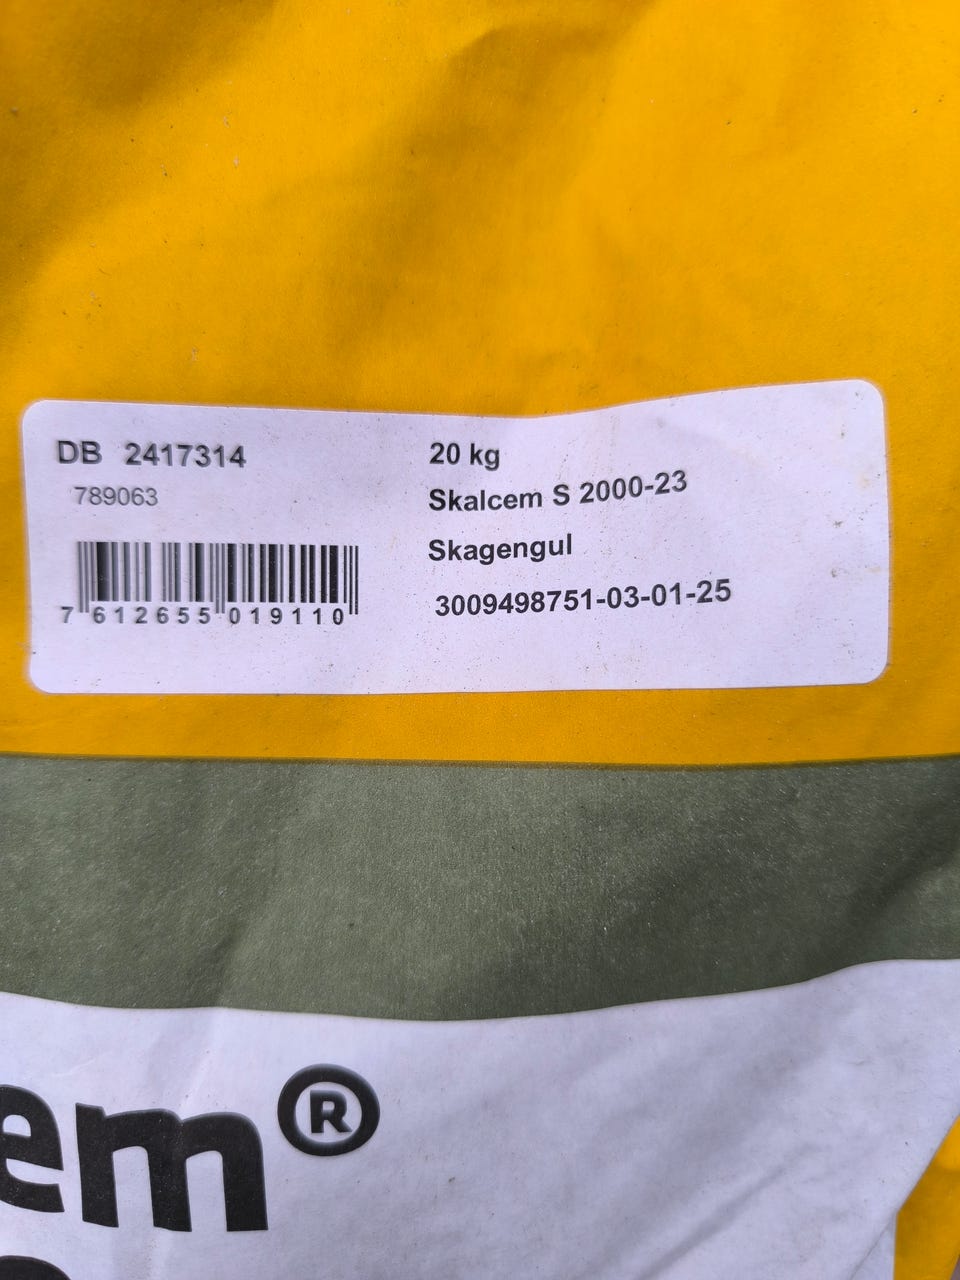 DB 2417314
789063
7 612655 019110
20 kg
Skalcem S 2000-23
Skagengul
3009498751-03-01-25
em®